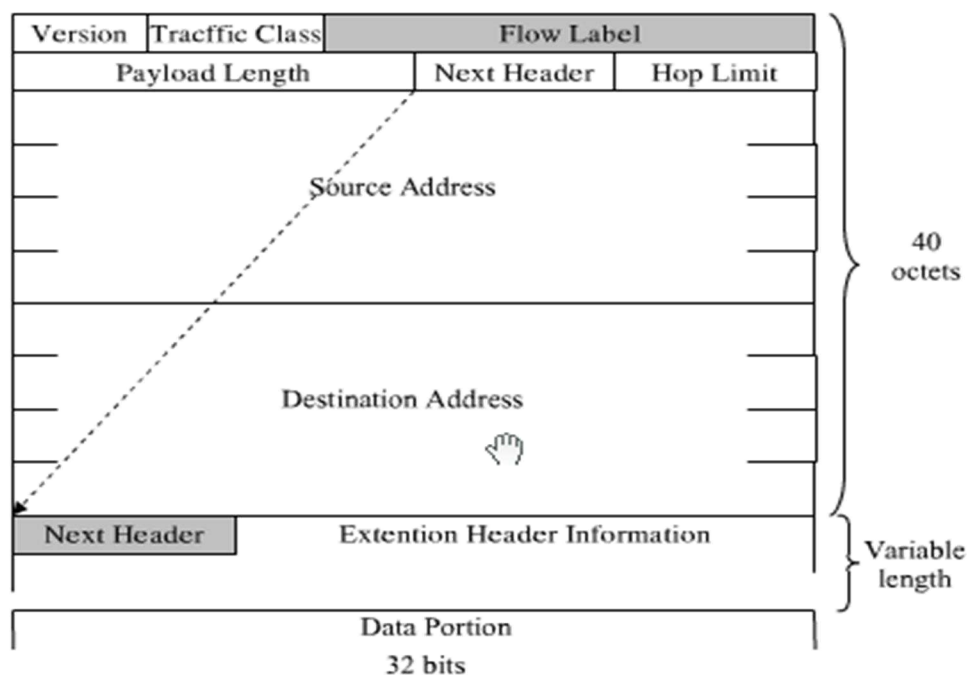 Version Tracffic Class Flow Label
Payload Length Next Header Hop Limit
Source Address
40
octets
Destination Address
Next Header Extention Header Information
Variable
length
Data Portion
32 bits